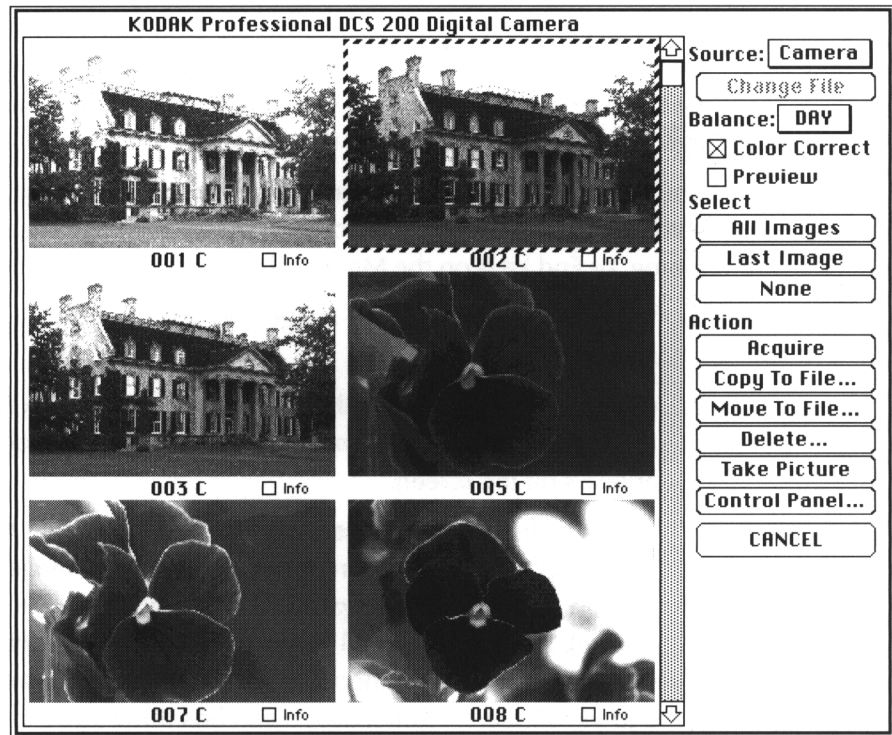 KODAK Professional DCS 200 Digital Camera
001 C Info
002 C Info
003 C Info
005 C Info
007 C Info
008 C Info
Source: Camera
Change File
Balance: DAY
Color Correct
Preview
Select
All Images
Last Image
None
Action
Acquire
Copy To File...
Move To File...
Delete...
Take Picture
Control Panel...
CANCEL